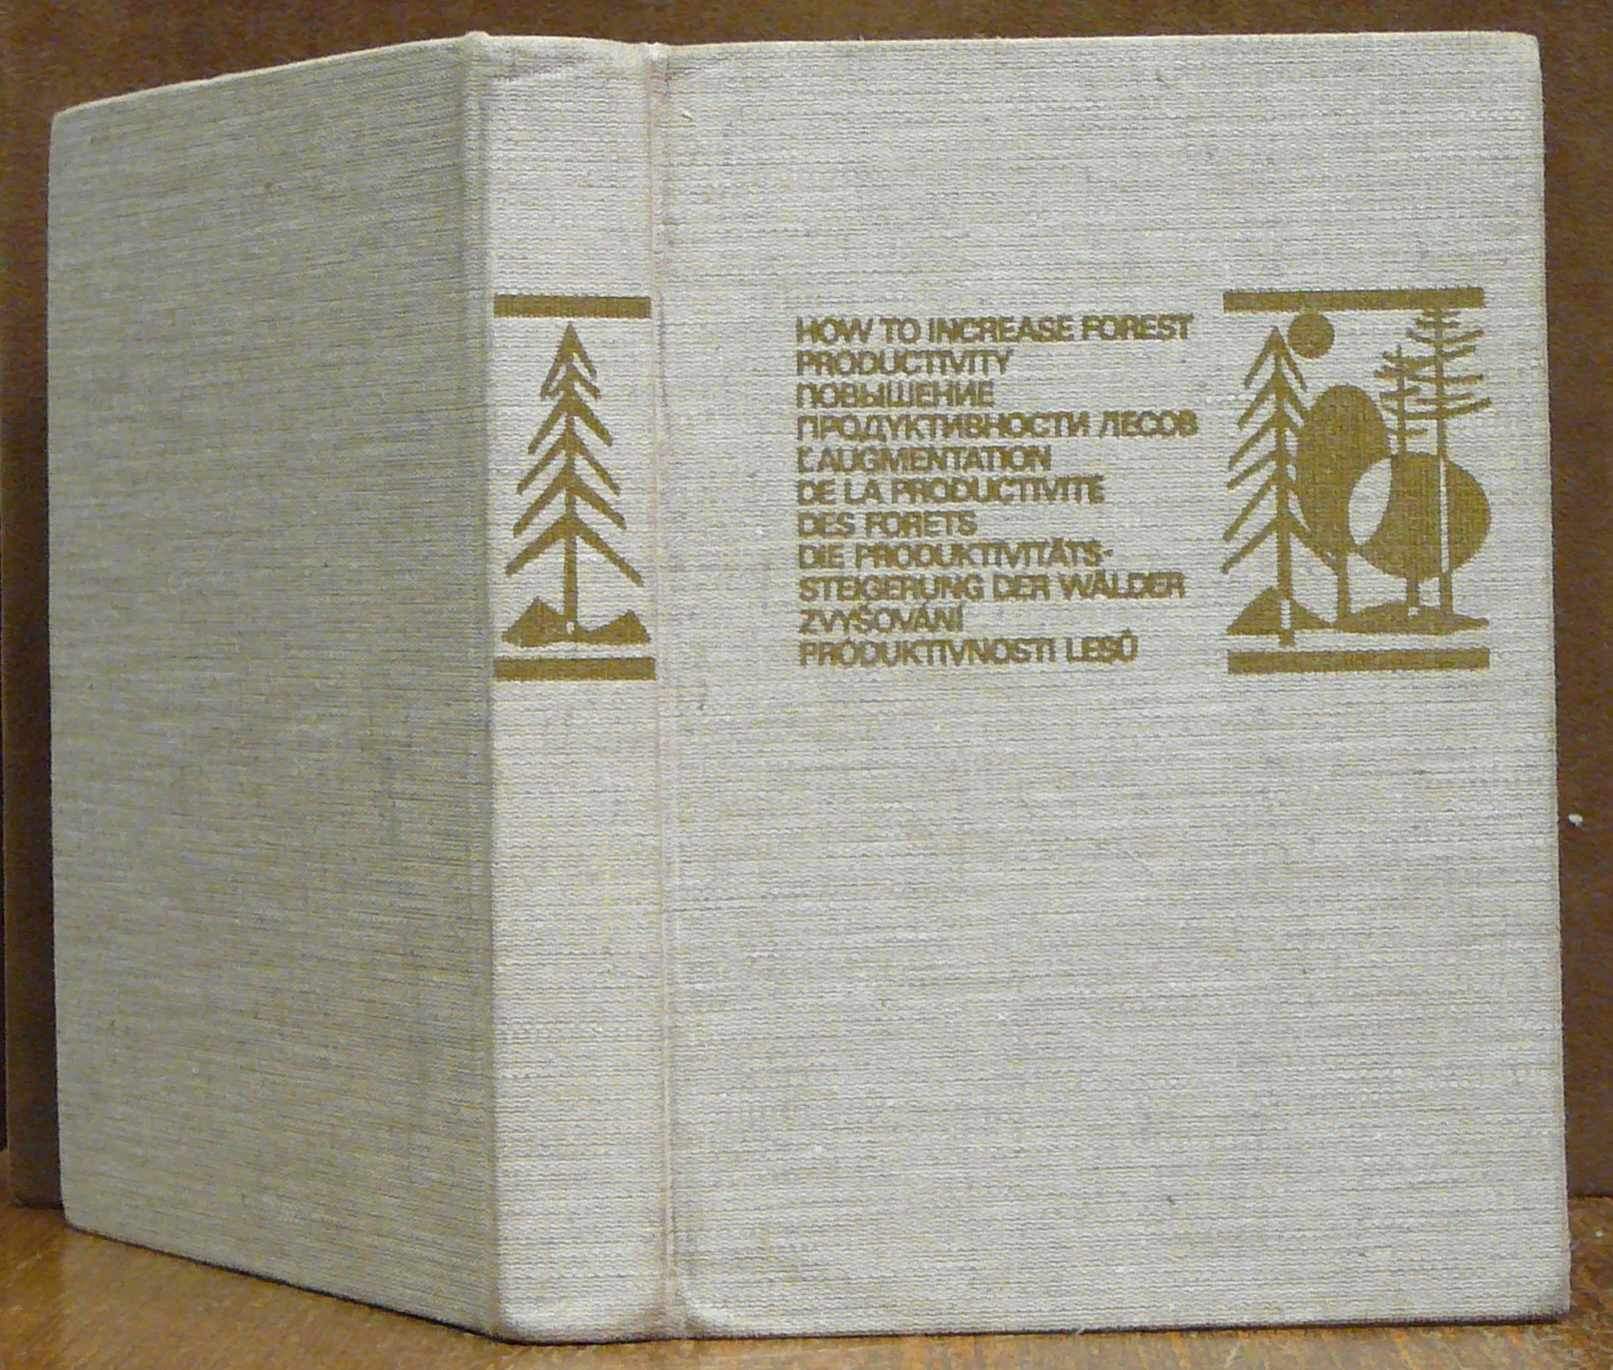 HOW TO INCREASE FOREST
PRODUCTIVITY
ПОВЫШЕНИЕ
ПРОДУКТИВНОСТИ ЛЕСОВ
L'AUGMENTATION
DE LA PRODUCTIVITÉ
DES FORETS
DIE PRODUKTIVITÄTS-
STEIGERUNG DER WÄLDER
ZVYŠOVÁNÍ
PRODUKTIVNOSTI LESŮ